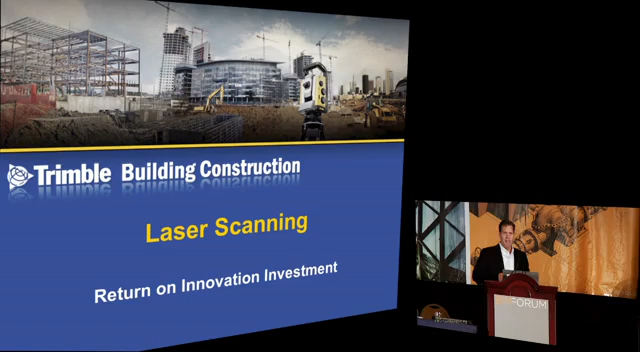 Trimble Building Construction
Laser Scanning
Return on Innovation Investment
FORUM